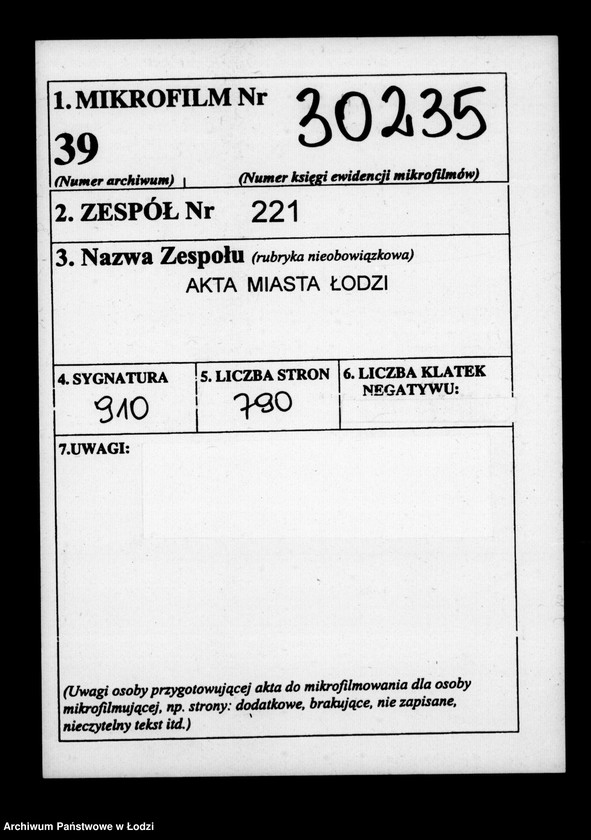 1. MIKROFILM Nr 30235
39
(Numer archiwum) (Numer księgi ewidencji mikrofilmów)
2. ZESPÓŁ Nr 221
3. Nazwa Zespołu (rubryka nieobowiązkowa)
AKTA MIASTA ŁODZI
4. SYGNATURA 5. LICZBA STRON 6. LICZBA KLATEK
NEGATYWU:
910 790
7.UWAGI:
(Uwagi osoby przygotowującej akta do mikrofilmowania dla osoby
mikrofilmującej, np. strony: dodatkowe, brakujące, nie zapisane,
nieczytelny tekst itd.)
Archiwum Państwowe w Łodzi